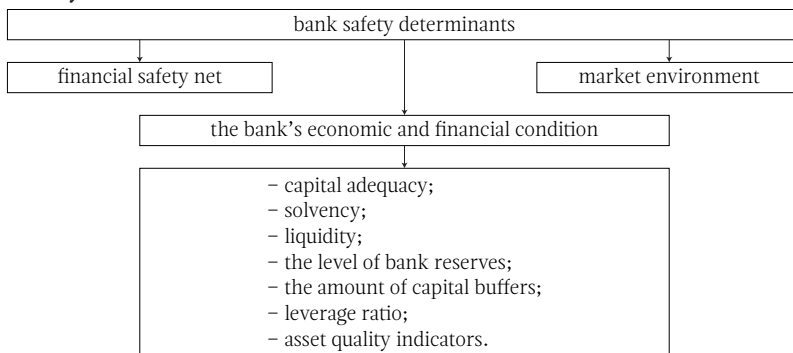 bank safety determinants
financial safety net
market environment
the bank's economic and financial condition
– capital adequacy;
– solvency;
– liquidity;
– the level of bank reserves;
– the amount of capital buffers;
– leverage ratio;
– asset quality indicators.